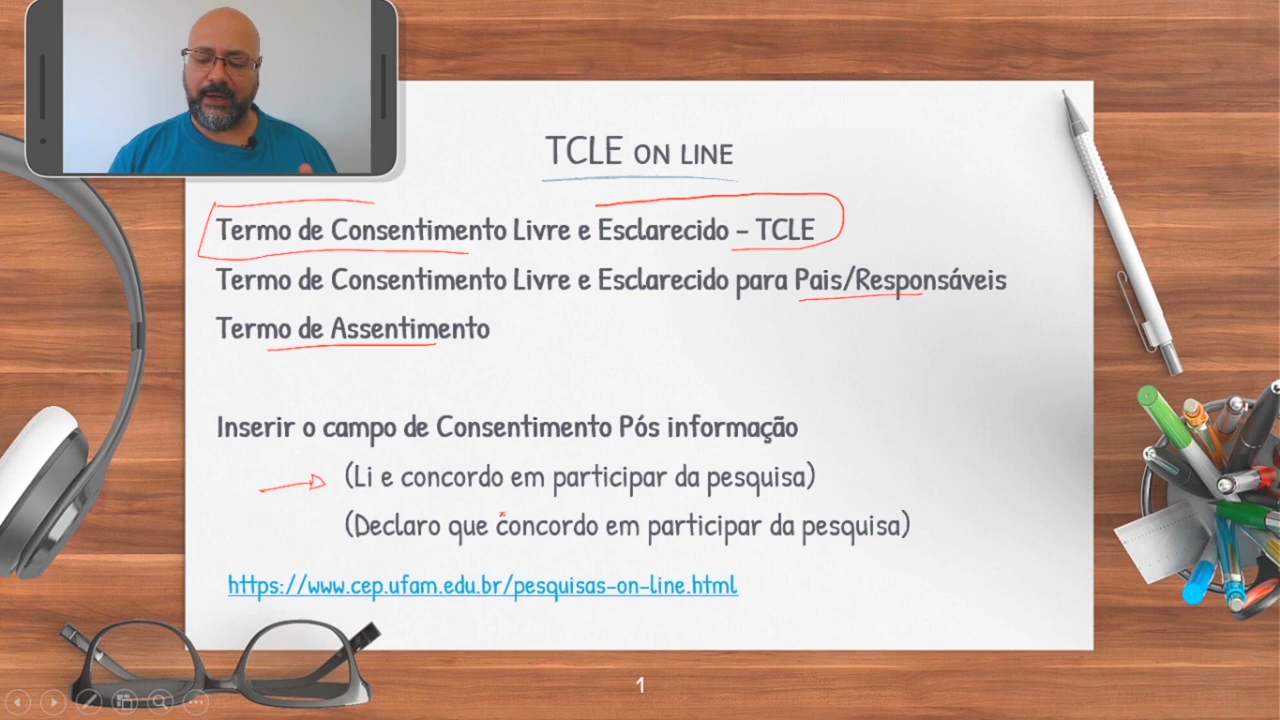 TCLE ON LINE
Termo de Consentimento Livre e Esclarecido – TCLE
Termo de Consentimento Livre e Esclarecido para Pais/Responsáveis
Termo de Assentimento
Inserir o campo de Consentimento Pós informação
(Li e concordo em participar da pesquisa)
(Declaro que concordo em participar da pesquisa)
https://www.cep.ufam.edu.br/pesquisas-on-line.html
1